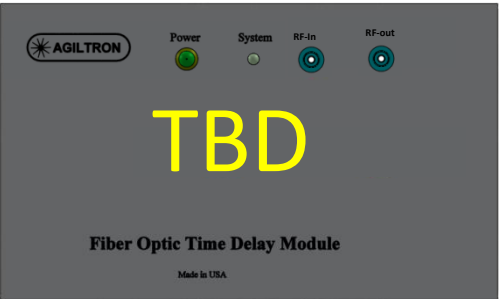 AGILTRON
Power
System
RF-In
RF-out
TBD
Fiber Optic Time Delay Module
Made in USA